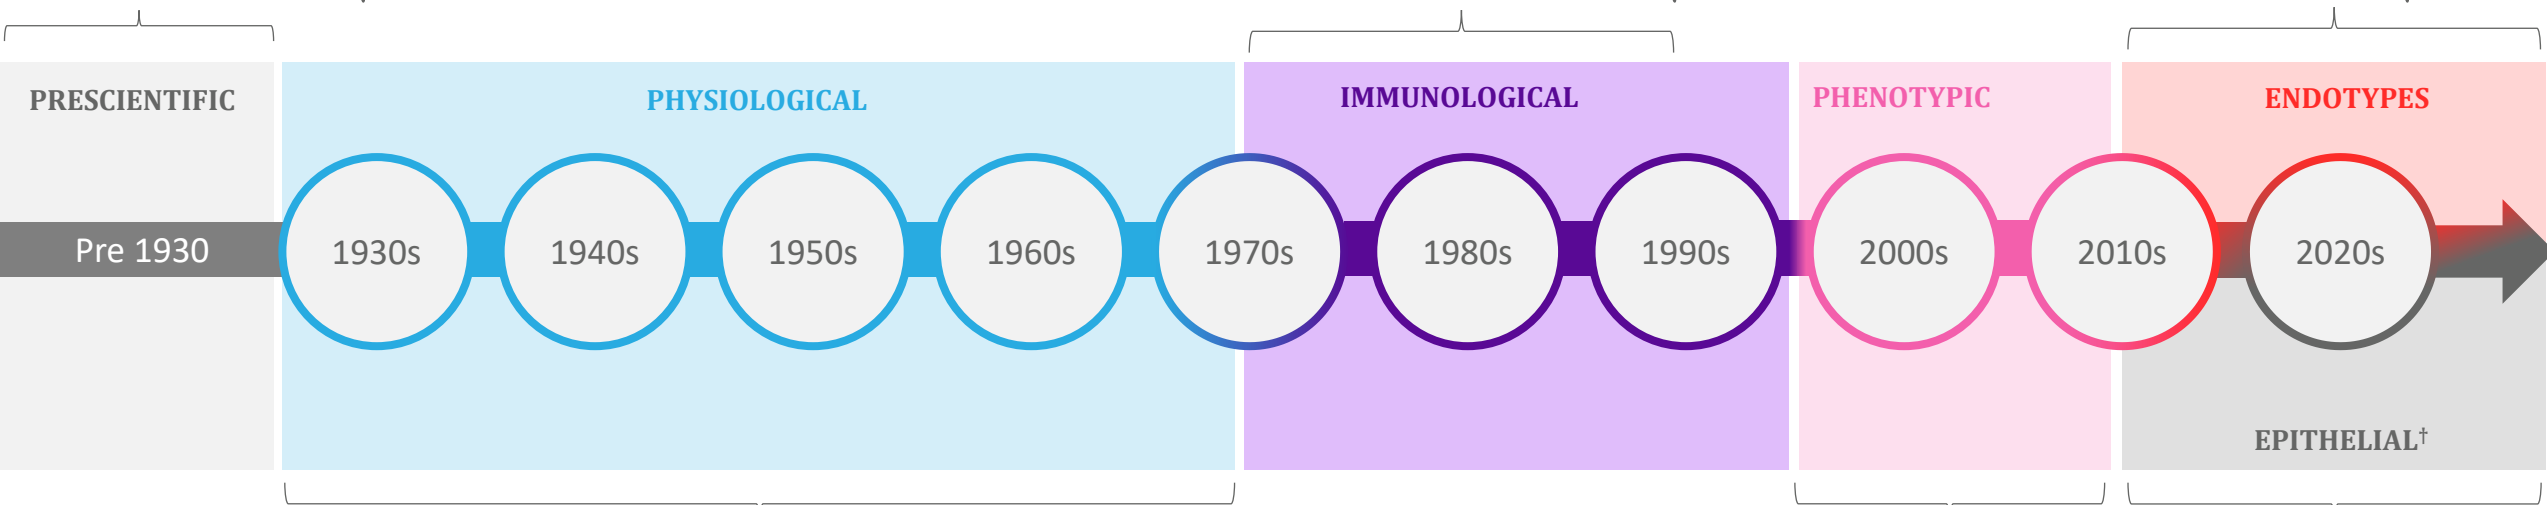 PRESCIENTIFIC
PHYSIOLOGICAL
IMMUNOLOGICAL
PHENOTYPIC
ENDOTYPES
Pre 1930
1930s
1940s
1950s
1960s
1970s
1980s
1990s
2000s
2010s
2020s
EPITHELIAL†